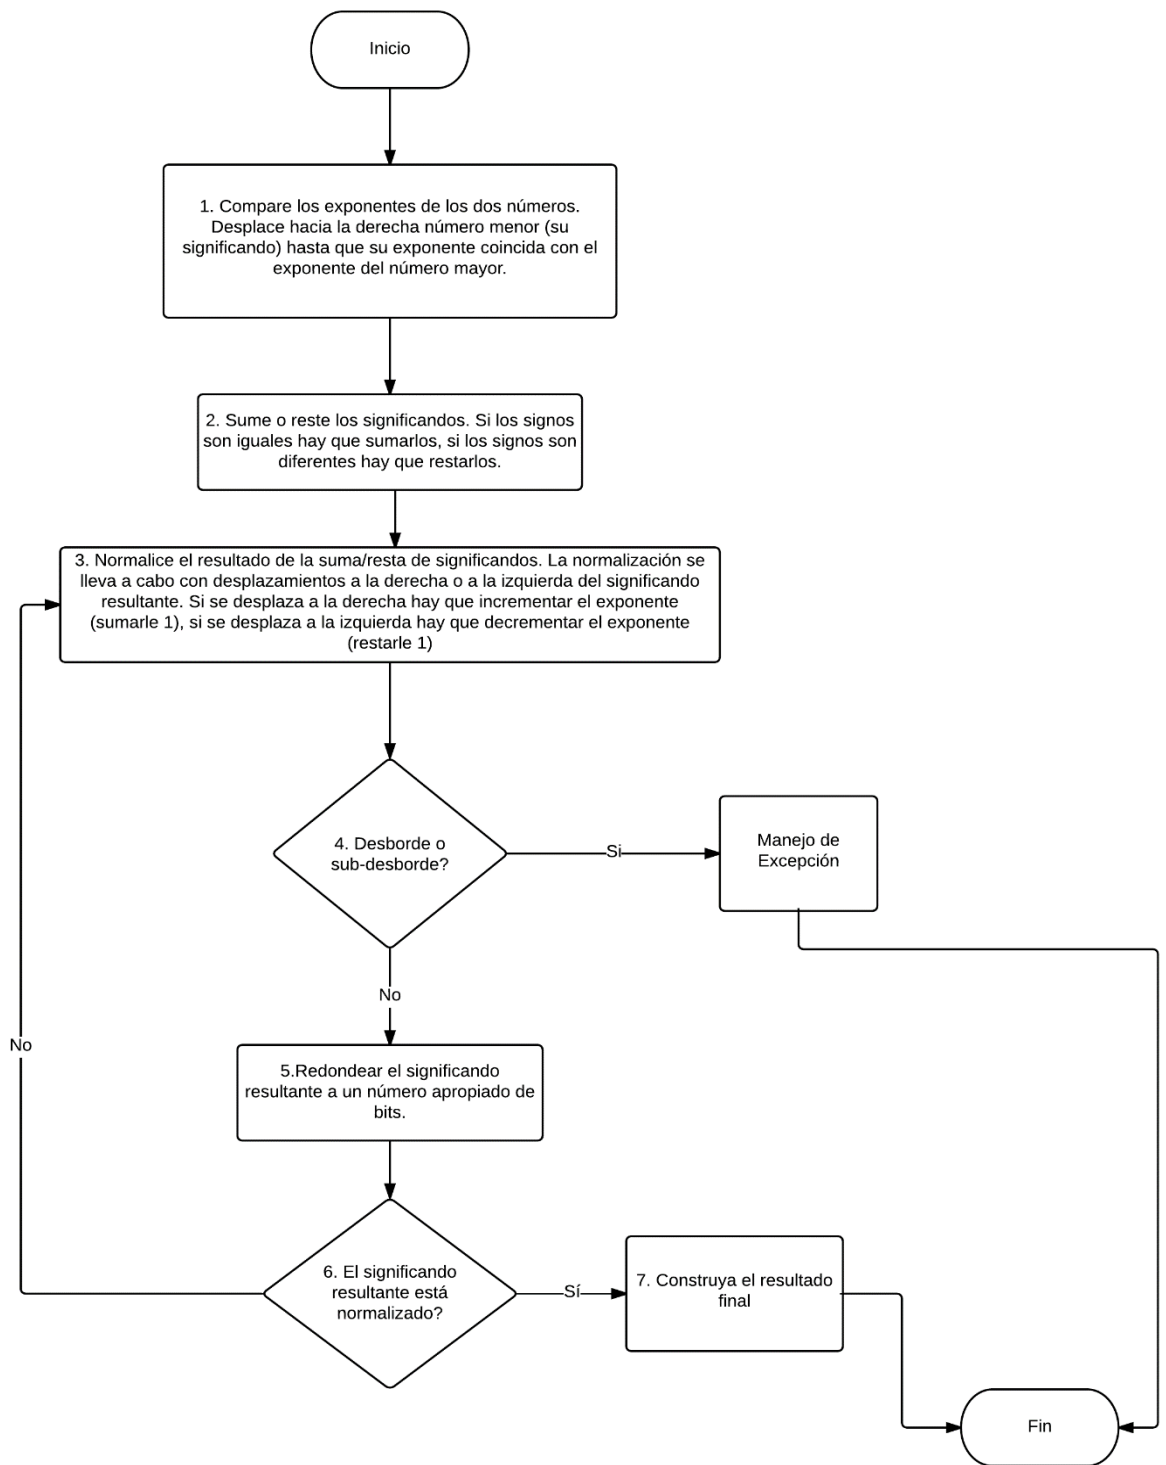 Inicio
1. Compare los exponentes de los dos números.
Desplace hacia la derecha número menor (su
significando) hasta que su exponente coincida con el
exponente del número mayor.
2. Sume o reste los significandos. Si los signos
son iguales hay que sumarlos, si los signos son
diferentes hay que restarlos.
3. Normalice el resultado de la suma/resta de significandos. La normalización se
lleva a cabo con desplazamientos a la derecha o a la izquierda del significando
resultante. Si se desplaza a la derecha hay que incrementar el exponente
(sumarle 1), si se desplaza a la izquierda hay que decrementar el exponente
(restarle 1)
4. Desborde o
sub-desborde?
Si
Manejo de
Excepción
No
No
5.Redondear el significando
resultante a un número apropiado de
bits.
6. El significando
resultante está
normalizado?
Sí
7. Construya el resultado
final
Fin